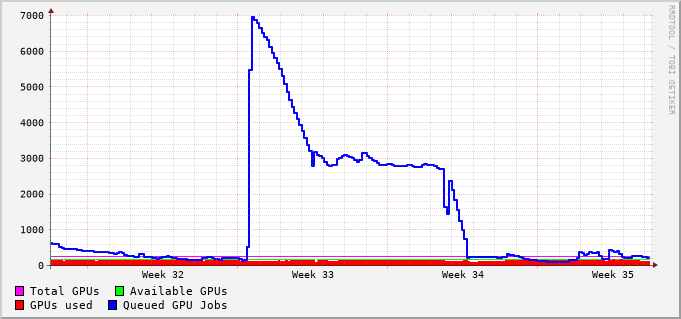 7000
6000
5000
4000
3000
2000
1000
0
Week 32 Week 33 Week 34 Week 35
Total GPUs Available GPUs
GPUs used Queued GPU Jobs
RRDTOOL / TOBI OETIKER